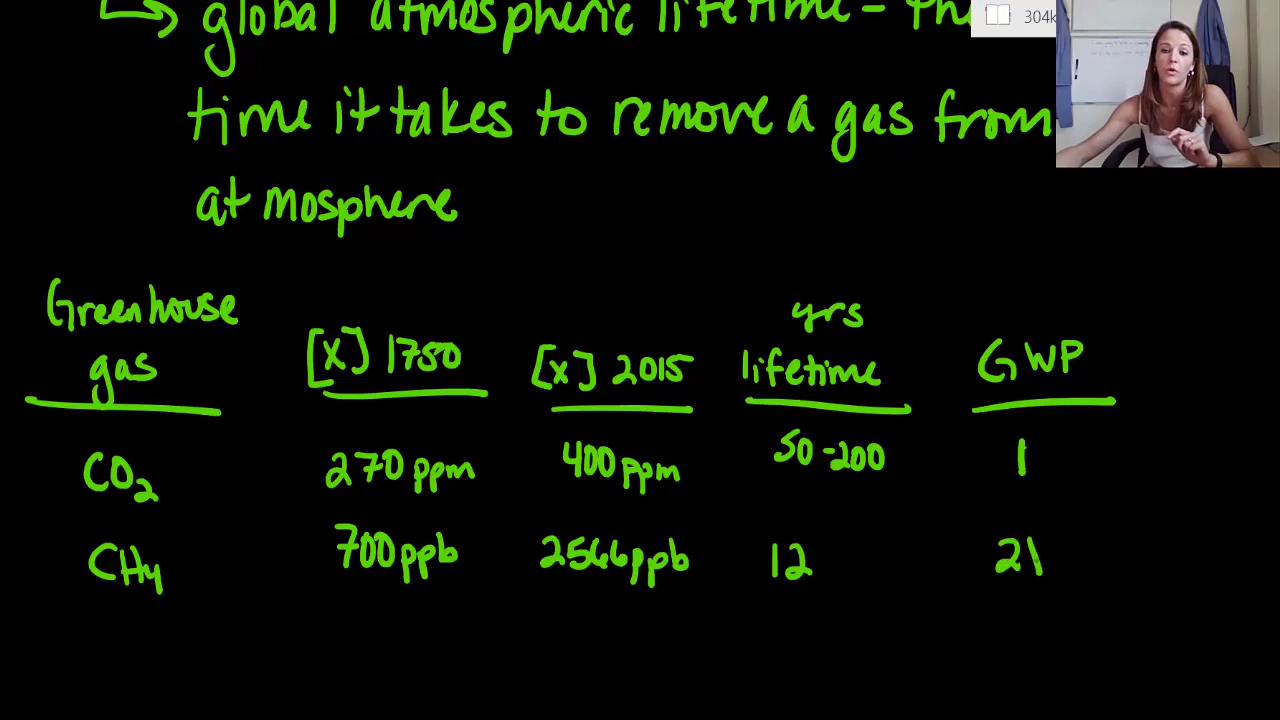 global atmospheric lifetime - the
304k
time it takes to remove a gas from
atmosphere
Greenhouse gas [x] 1750 [x] 2015 yrs lifetime GWP
CO2 270 ppm 400 ppm 50-200 1
CH4 700 ppb 2566 ppb 12 21